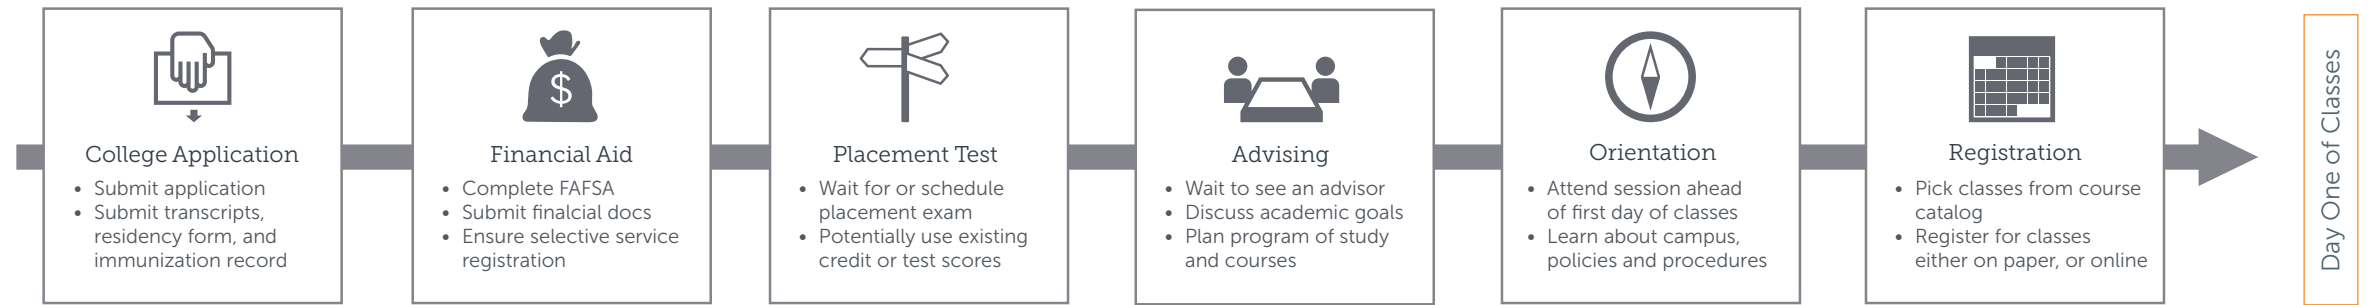 College Application
• Submit application
• Submit transcripts,
residency form, and
immunization record
$
Financial Aid
• Complete FAFSA
• Submit finalcial docs
• Ensure selective service
registration
Placement Test
• Wait for or schedule
placement exam
• Potentially use existing
credit or test scores
Advising
• Wait to see an advisor
• Discuss academic goals
• Plan program of study
and courses
Orientation
• Attend session ahead
of first day of classes
• Learn about campus,
policies and procedures
Registration
• Pick classes from course
catalog
• Register for classes
either on paper, or online
Day One of Classes